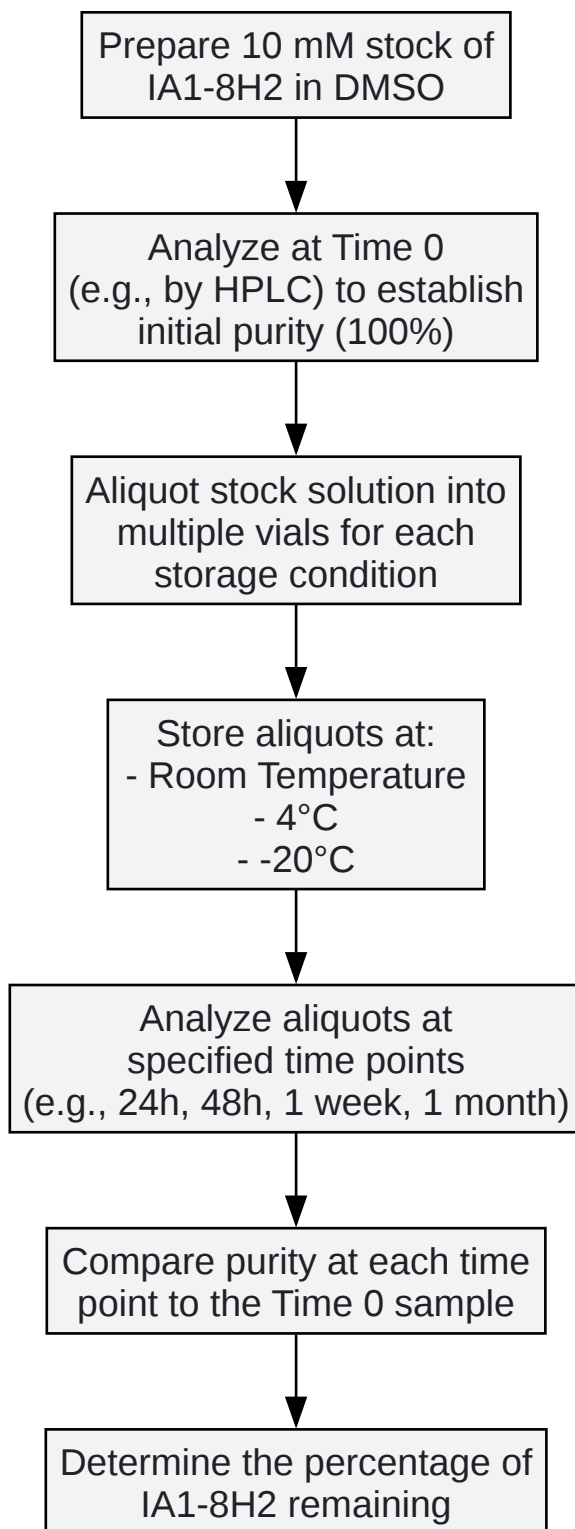 Prepare 10 mM stock of
IA1-8H2 in DMSO
Analyze at Time 0
(e.g., by HPLC) to establish
initial purity (100%)
Aliquot stock solution into
multiple vials for each
storage condition
Store aliquots at:
- Room Temperature
- 4°C
- -20°C
Analyze aliquots at
specified time points
(e.g., 24h, 48h, 1 week, 1 month)
Compare purity at each time
point to the Time 0 sample
Determine the percentage of
IA1-8H2 remaining